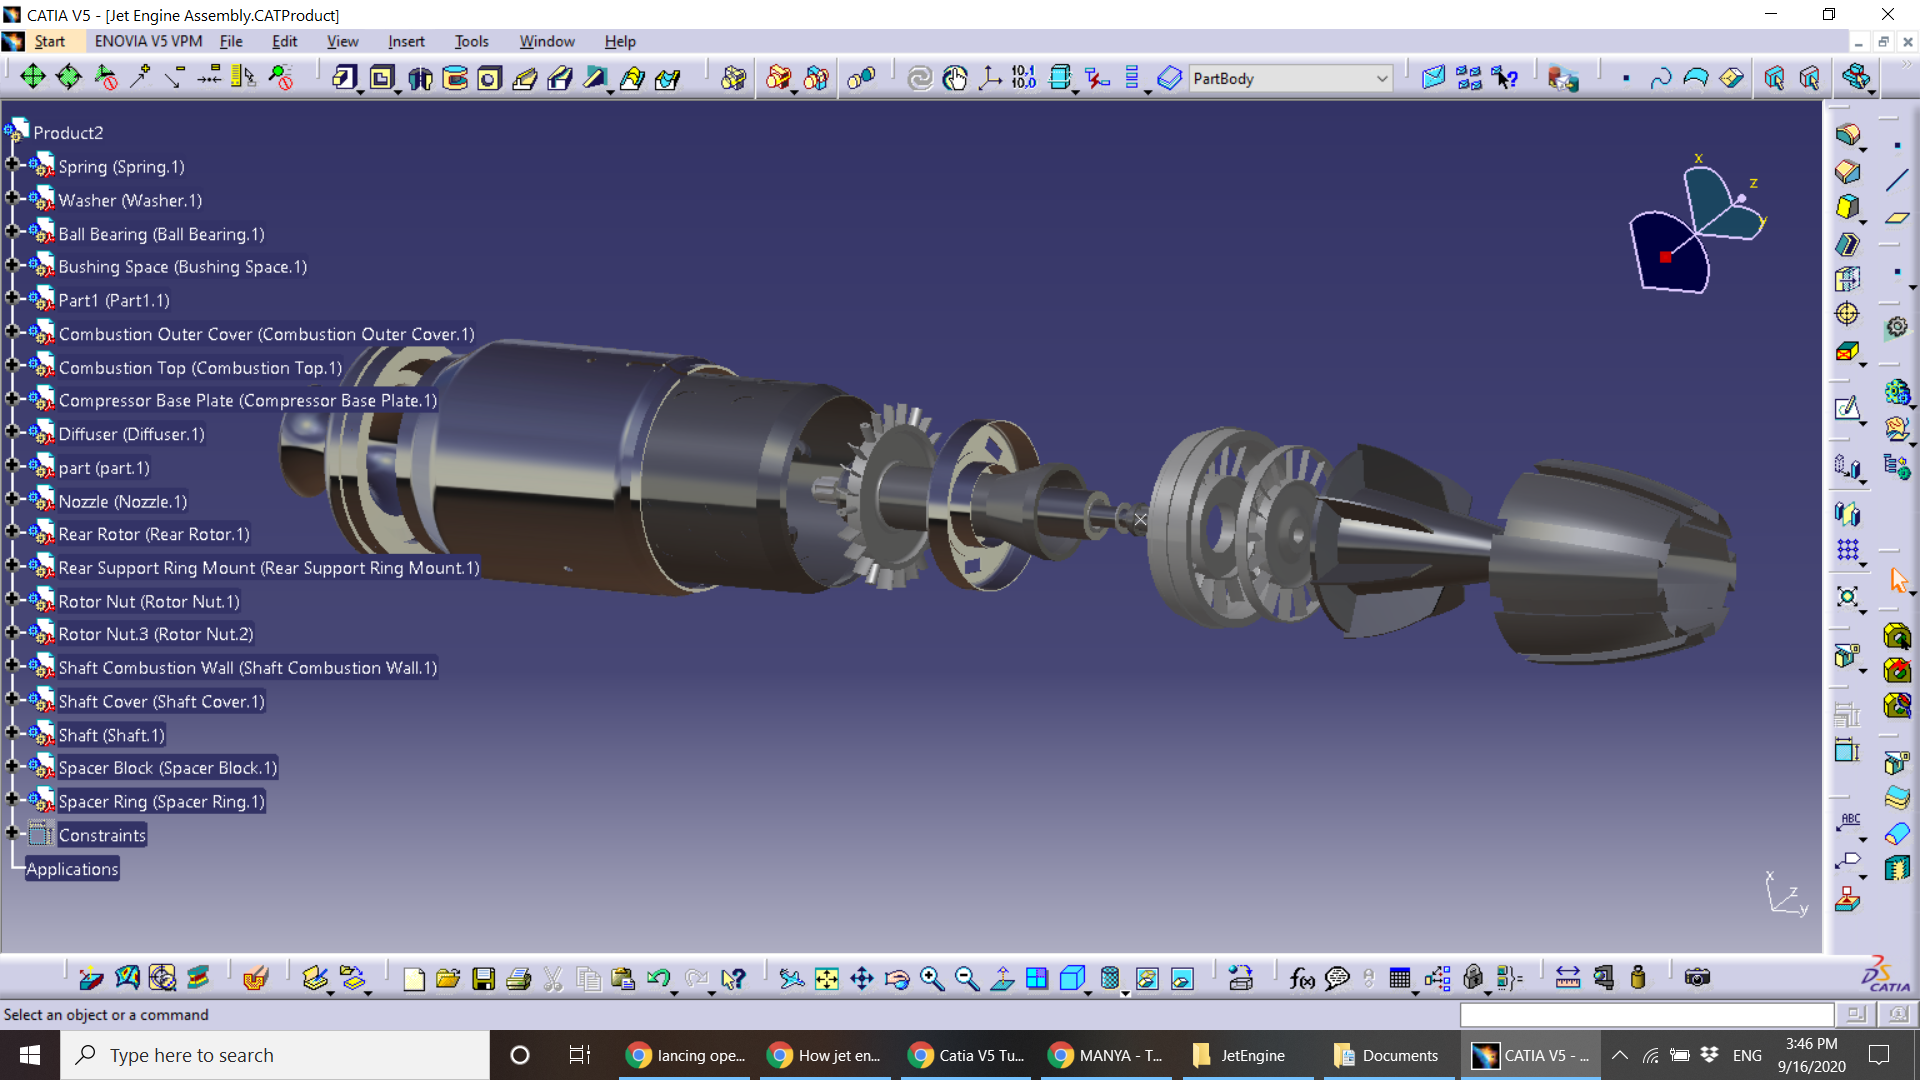 CATIA V5 - [Jet Engine Assembly.CATProduct]
Start ENOVIA V5 VPM File Edit View Insert Tools Window Help
10,1
10,0
PartBody
Product2
Spring (Spring.1)
Washer (Washer.1)
Ball Bearing (Ball Bearing.1)
Bushing Space (Bushing Space.1)
Part1 (Part1.1)
Combustion Outer Cover (Combustion Outer Cover.1)
Combustion Top (Combustion Top.1)
Compressor Base Plate (Compressor Base Plate.1)
Diffuser (Diffuser.1)
part (part.1)
Nozzle (Nozzle.1)
Rear Rotor (Rear Rotor.1)
Rear Support Ring Mount (Rear Support Ring Mount.1)
Rotor Nut (Rotor Nut.1)
Rotor Nut.3 (Rotor Nut.2)
Shaft Combustion Wall (Shaft Combustion Wall.1)
Shaft Cover (Shaft Cover.1)
Shaft (Shaft.1)
Spacer Block (Spacer Block.1)
Spacer Ring (Spacer Ring.1)
Constraints
Applications
x
z
y
ABC
x
z
y
f(x)
CATIA
Select an object or a command
Type here to search
lancing ope...
How jet en...
Catia V5 Tu...
MANYA - T...
JetEngine
Documents
CATIA V5 - ...
ENG
3:46 PM
9/16/2020